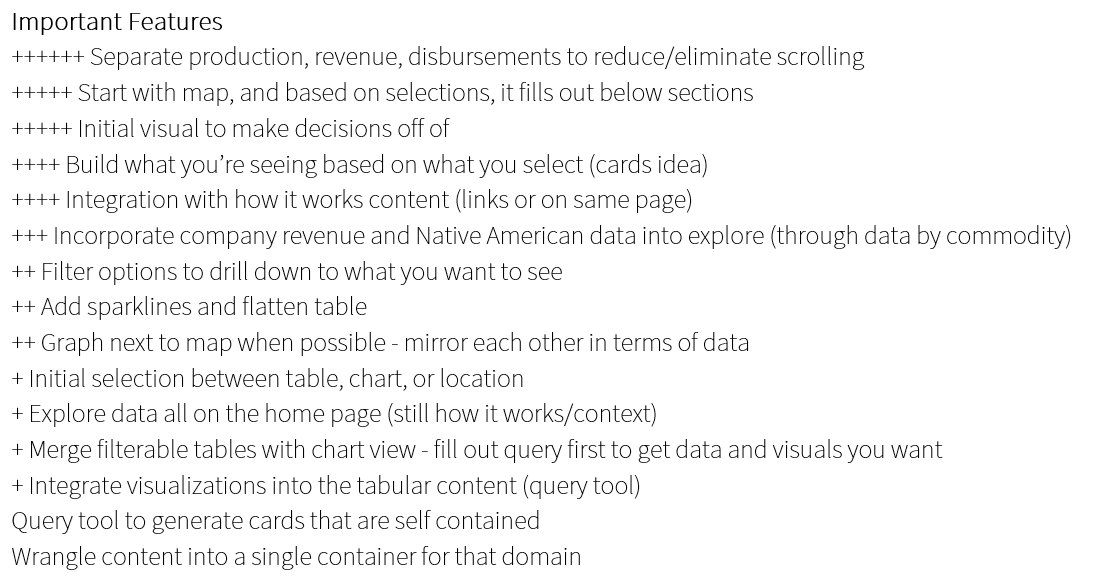 Important Features
++++++ Separate production, revenue, disbursements to reduce/eliminate scrolling
+++++ Start with map, and based on selections, it fills out below sections
+++++ Initial visual to make decisions off of
++++ Build what you’re seeing based on what you select (cards idea)
++++ Integration with how it works content (links or on same page)
+++ Incorporate company revenue and Native American data into explore (through data by commodity)
++ Filter options to drill down to what you want to see
++ Add sparklines and flatten table
++ Graph next to map when possible - mirror each other in terms of data
+ Initial selection between table, chart, or location
+ Explore data all on the home page (still how it works/context)
+ Merge filterable tables with chart view - fill out query first to get data and visuals you want
+ Integrate visualizations into the tabular content (query tool)
Query tool to generate cards that are self contained
Wrangle content into a single container for that domain